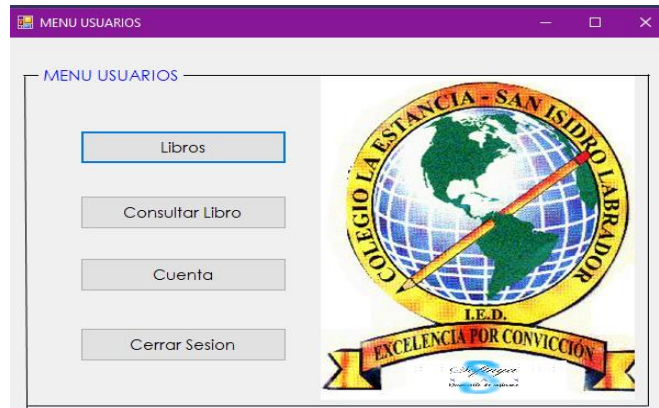 MENU USUARIOS
MENU USUARIOS
Libros
Consultar Libro
Cuenta
Cerrar Sesion
COLEGIO LA ESTANCIA - SAN ISIDRO LABRADOR
I.E.D.
EXCELENCIA POR CONVICCIÓN